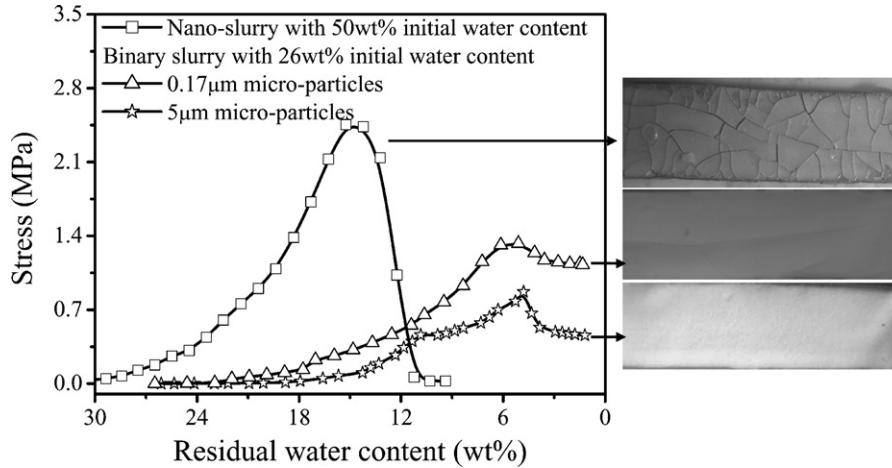 3.5
2.8
2.1
1.4
0.7
0.0
Stress (MPa)
Nano-slurry with 50wt% initial water content
Binary slurry with 26wt% initial water content
0.17μm micro-particles
5μm micro-particles
30 24 18 12 6 0
Residual water content (wt%)